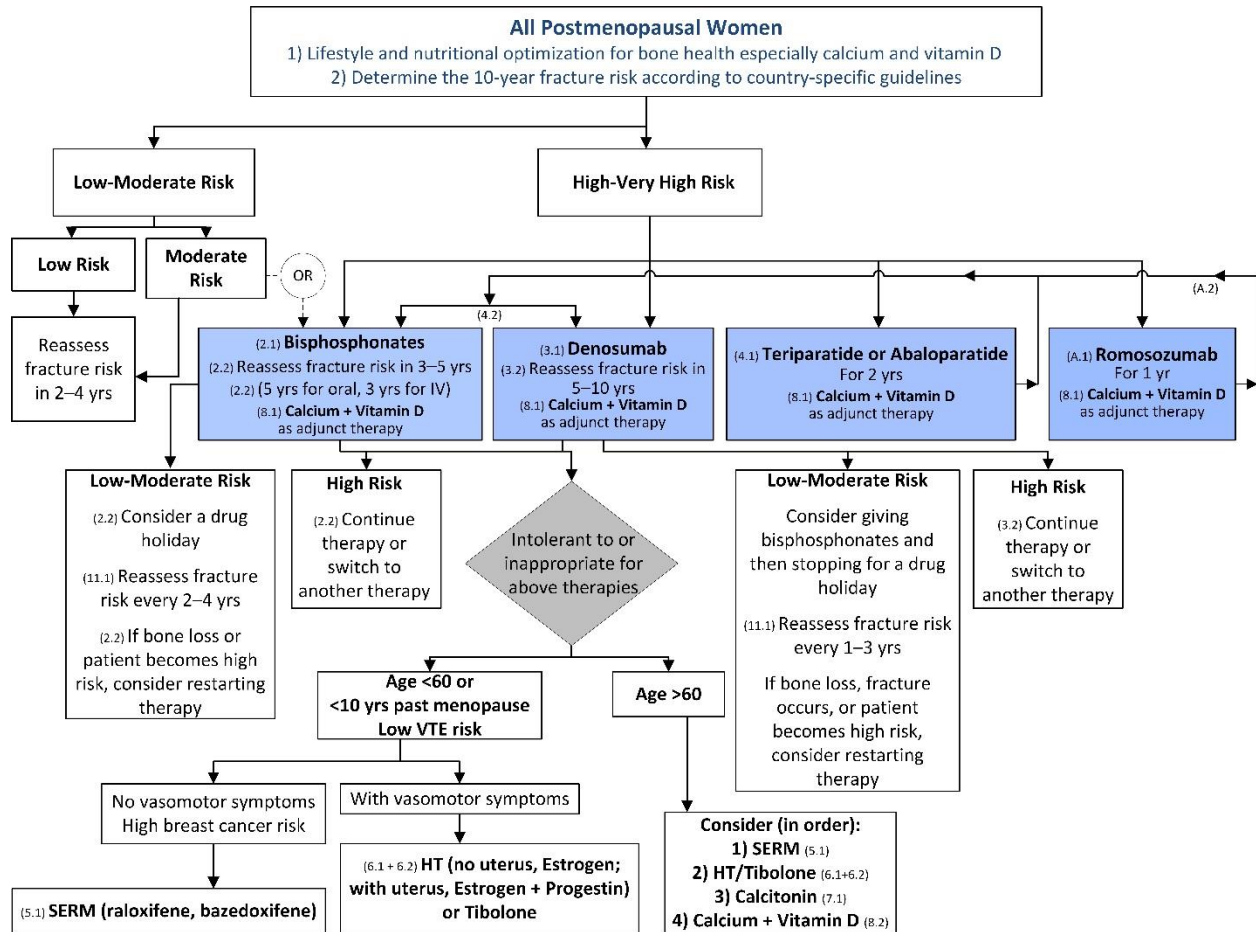 All Postmenopausal Women
1) Lifestyle and nutritional optimization for bone health especially calcium and vitamin D
2) Determine the 10-year fracture risk according to country-specific guidelines
Low-Moderate Risk
High-Very High Risk
Low Risk
Moderate
Risk
OR
Reassess
fracture risk
in 2–4 yrs
(4.2)
(A.2)
(2.1) Bisphosphonates
(2.2) Reassess fracture risk in 3–5 yrs
(2.2) (5 yrs for oral, 3 yrs for IV)
(8.1) Calcium + Vitamin D
as adjunct therapy
(3.1) Denosumab
(3.2) Reassess fracture risk in
5–10 yrs
(8.1) Calcium + Vitamin D
as adjunct therapy
(4.1) Teriparatide or Abaloparatide
For 2 yrs
(8.1) Calcium + Vitamin D
as adjunct therapy
(A.1) Romosozumab
For 1 yr
(8.1) Calcium + Vitamin D
as adjunct therapy
Low-Moderate Risk
(2.2) Consider a drug
holiday
(11.1) Reassess fracture
risk every 2–4 yrs
(2.2) If bone loss or
patient becomes high
risk, consider restarting
therapy
High Risk
(2.2) Continue
therapy or
switch to
another therapy
Intolerant to or
inappropriate for
above therapies
Low-Moderate Risk
Consider giving
bisphosphonates and
then stopping for a drug
holiday
(11.1) Reassess fracture risk
every 1–3 yrs
If bone loss, fracture
occurs, or patient
becomes high risk,
consider restarting
therapy
High Risk
(3.2) Continue
therapy or
switch to
another therapy
Age <60 or
<10 yrs past menopause
Low VTE risk
Age >60
No vasomotor symptoms
High breast cancer risk
With vasomotor symptoms
(5.1) SERM (raloxifene, bazedoxifene)
(6.1 + 6.2) HT (no uterus, Estrogen;
with uterus, Estrogen + Progestin)
or Tibolone
Consider (in order):
1) SERM (5.1)
2) HT/Tibolone (6.1+6.2)
3) Calcitonin (7.1)
4) Calcium + Vitamin D (8.2)